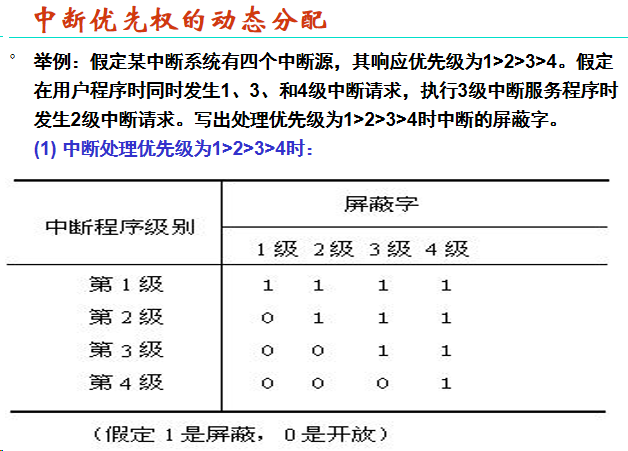 中断优先权的动态分配
° 举例：假定某中断系统有四个中断源，其响应优先级为1>2>3>4。假定
在用户程序时同时发生1、3、和4级中断请求，执行3级中断服务程序时
发生2级中断请求。写出处理优先级为1>2>3>4时中断的屏蔽字。
(1) 中断处理优先级为1>2>3>4时：
屏蔽字
中断程序级别
1 级 2 级 3 级 4 级
第 1 级 1 1 1 1
第 2 级 0 1 1 1
第 3 级 0 0 1 1
第 4 级 0 0 0 1
（假定 1 是屏蔽，0 是开放）